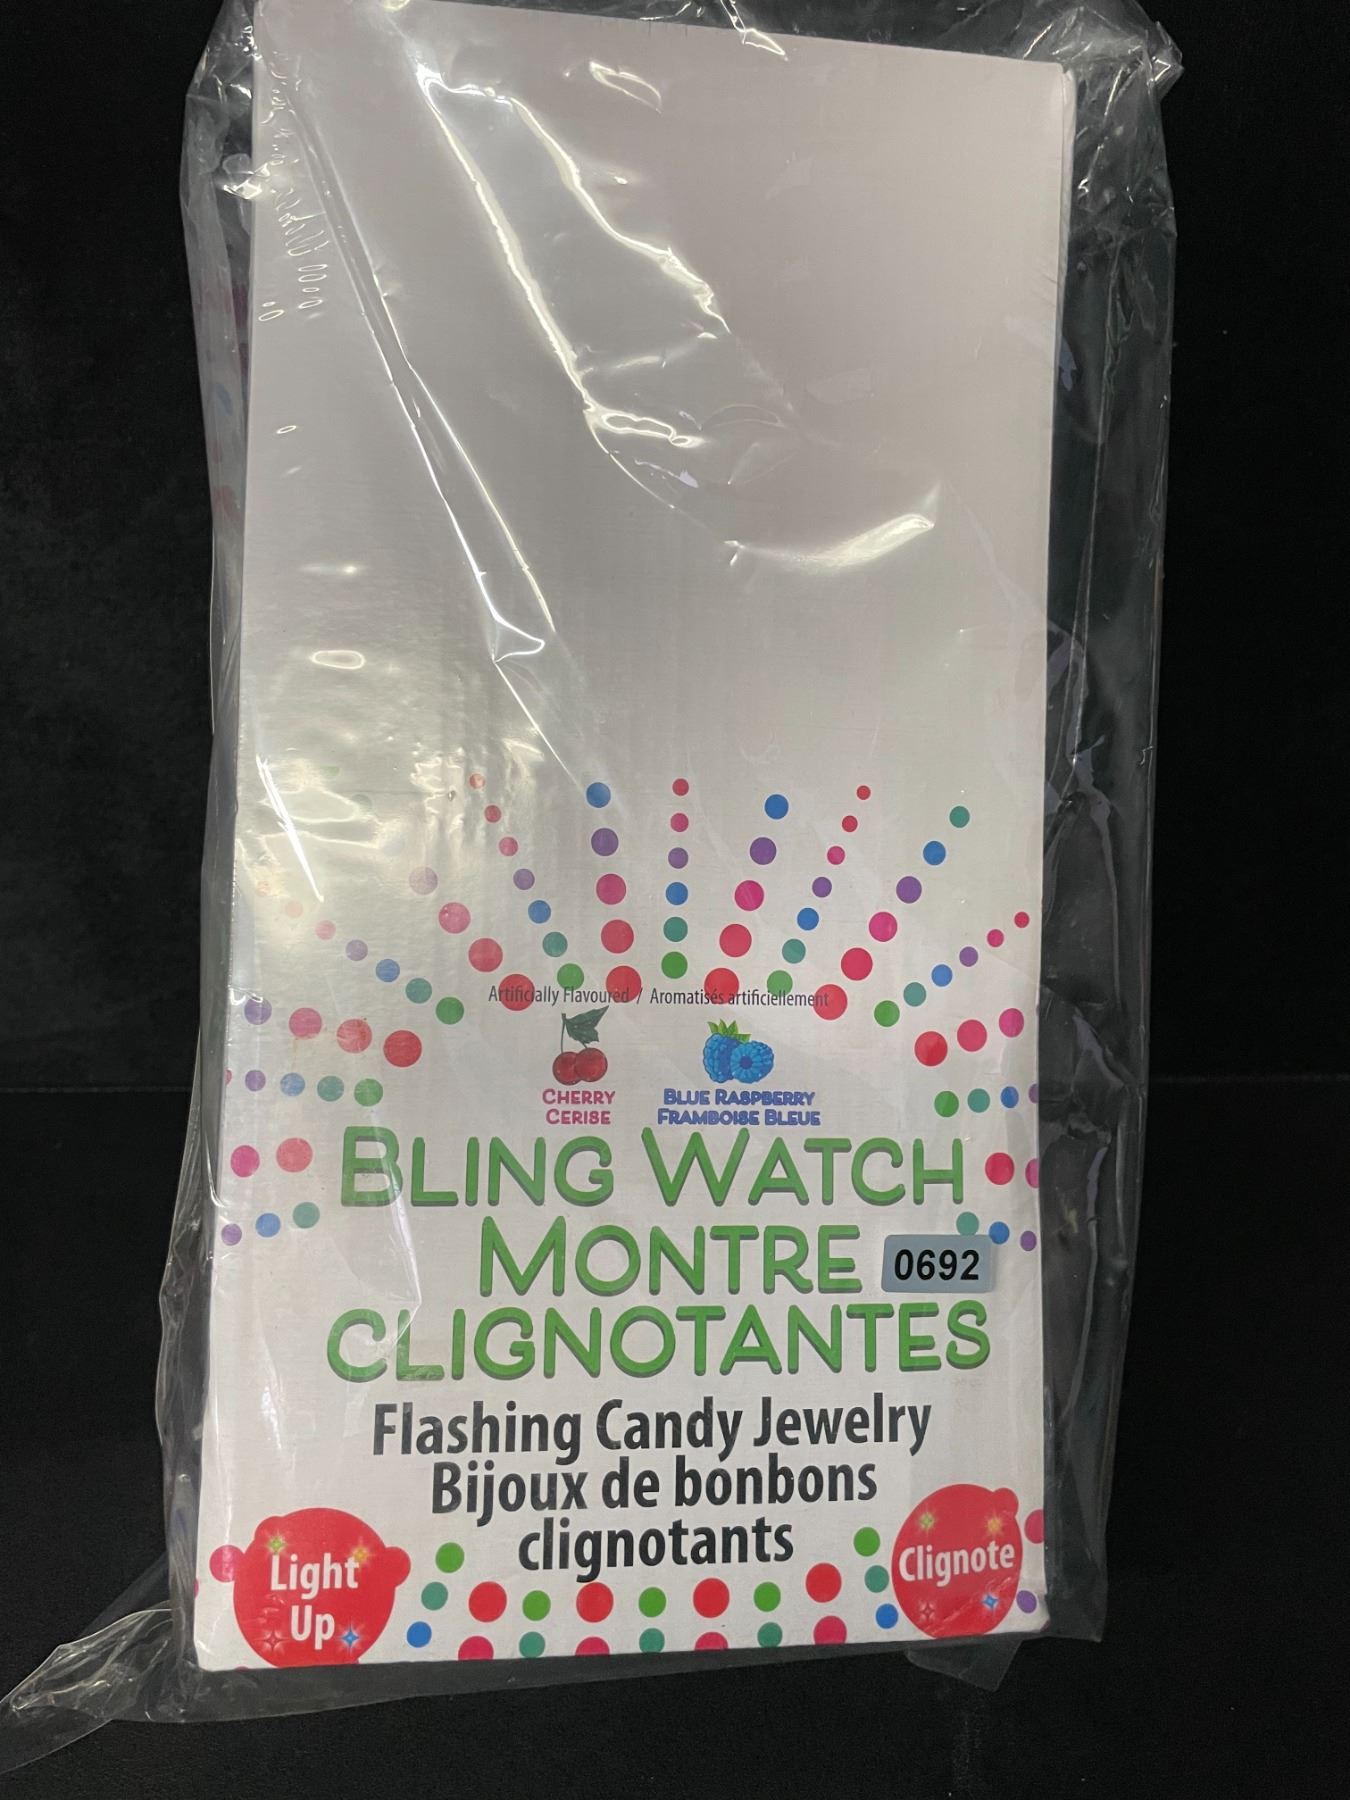 Artificially Flavoured / Aromatisés artificiellement
CHERRY
CERISE
BLUE RASPBERRY
FRAMBOISE BLEUE
BLING WATCH
MONTRE
0692
CLIGNOTANTES
Flashing Candy Jewelry
Bijoux de bonbons
clignotants
Light
Up
Clignote